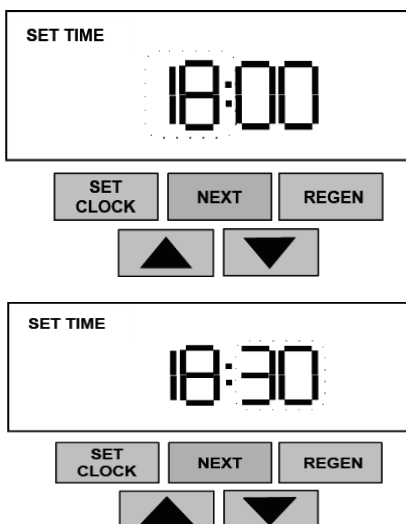 SET TIME
18:00
SET CLOCK
NEXT
REGEN
SET TIME
18:30
SET CLOCK
NEXT
REGEN